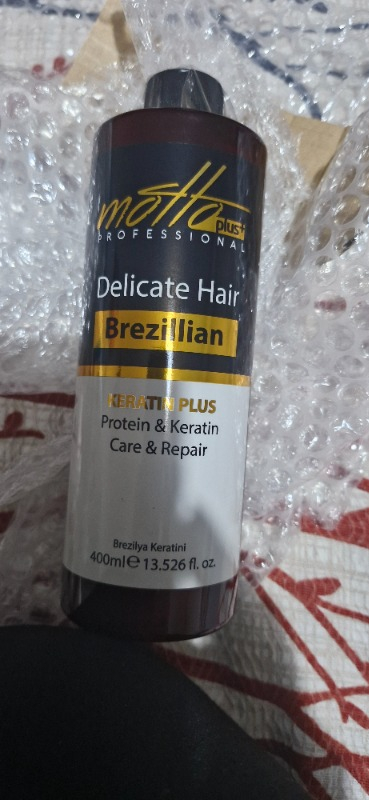 motto plus+
PROFESSIONAL
Delicate Hair
Brezillian
KERATIN PLUS
Protein & Keratin
Care & Repair
Brezilya Keratini
400ml℮ 13.526 fl. oz.